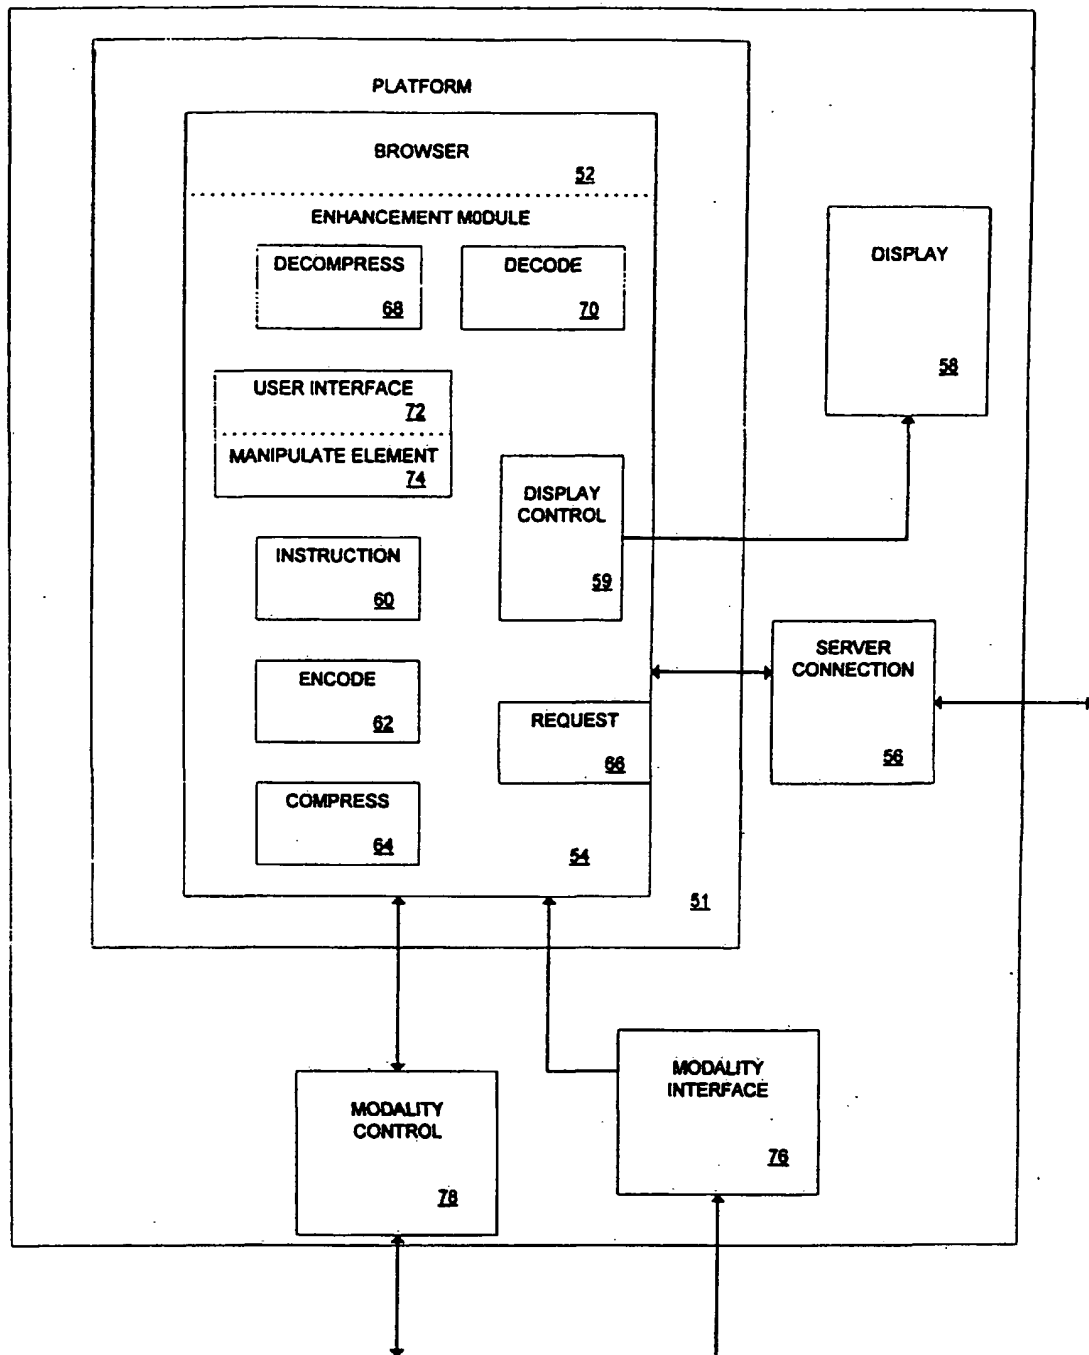 PLATFORM
BROWSER
52
ENHANCEMENT MODULE
DECOMPRESS
68
DECODE
70
DISPLAY
58
USER INTERFACE
72
MANIPULATE ELEMENT
74
DISPLAY
CONTROL
59
INSTRUCTION
60
SERVER
CONNECTION
56
ENCODE
62
REQUEST
66
COMPRESS
64
54
51
MODALITY
INTERFACE
76
MODALITY
CONTROL
78